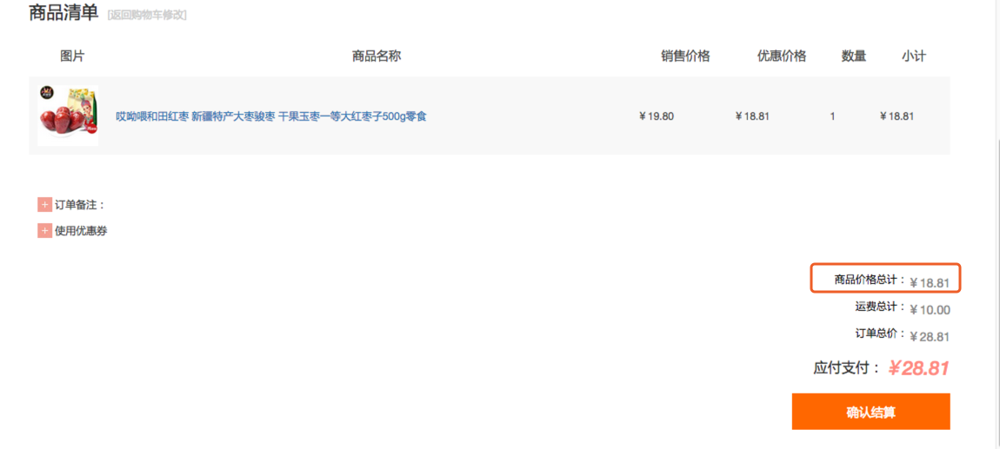 商品清单 [返回购物车修改]
图片 商品名称 销售价格 优惠价格 数量 小计
哎呦喂和田红枣 新疆特产大枣骏枣 干果玉枣一等大红枣子500g零食 ¥19.80 ¥18.81 1 ¥18.81
+ 订单备注：
+ 使用优惠券
商品价格总计：¥18.81
运费总计：¥10.00
订单总价：¥28.81
应付支付：¥28.81
确认结算